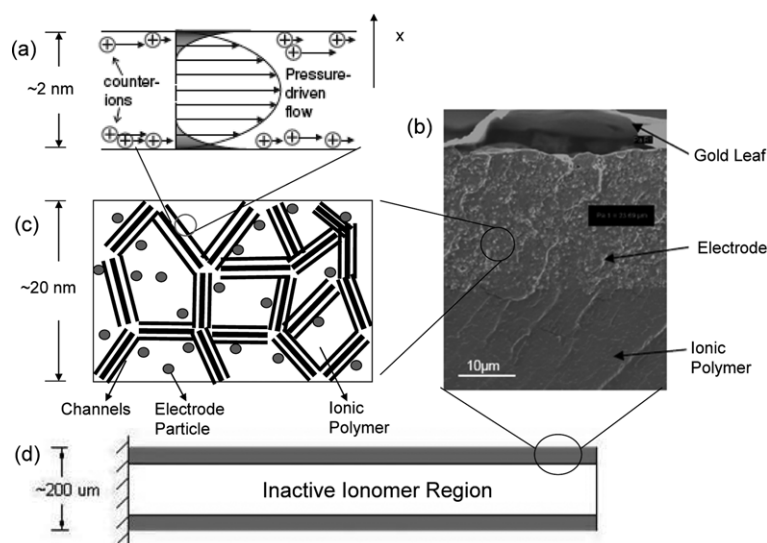 (a)
x
~2 nm
counter-
ions
Pressure-
driven
flow
(b)
Gold Leaf
Electrode
Ionic
Polymer
10µm
(c)
~20 nm
Channels
Electrode
Particle
Ionic
Polymer
(d)
~200 um
Inactive Ionomer Region